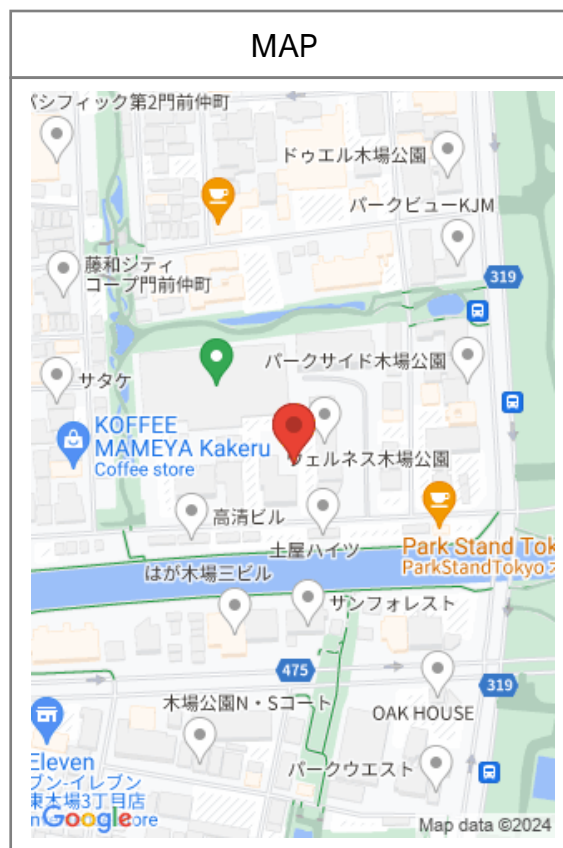 MAP
パシフィック第2門前仲町
ドゥエル木場公園
パークビューKJM
藤和シティ
コープ門前仲町
319
パークサイド木場公園
サタケ
KOFFEE
MAMEYA Kakeru
Coffee store
ウェルネス木場公園
高清ビル
土屋ハイツ
Park Stand Tok
ParkStandTokyo
はが木場三ビル
サンフォレスト
475
319
木場公園N・Sコート
OAK HOUSE
Eleven
ブン-イレブン
東木場3丁目店
ore
パークウエスト
Google
Map data ©2024